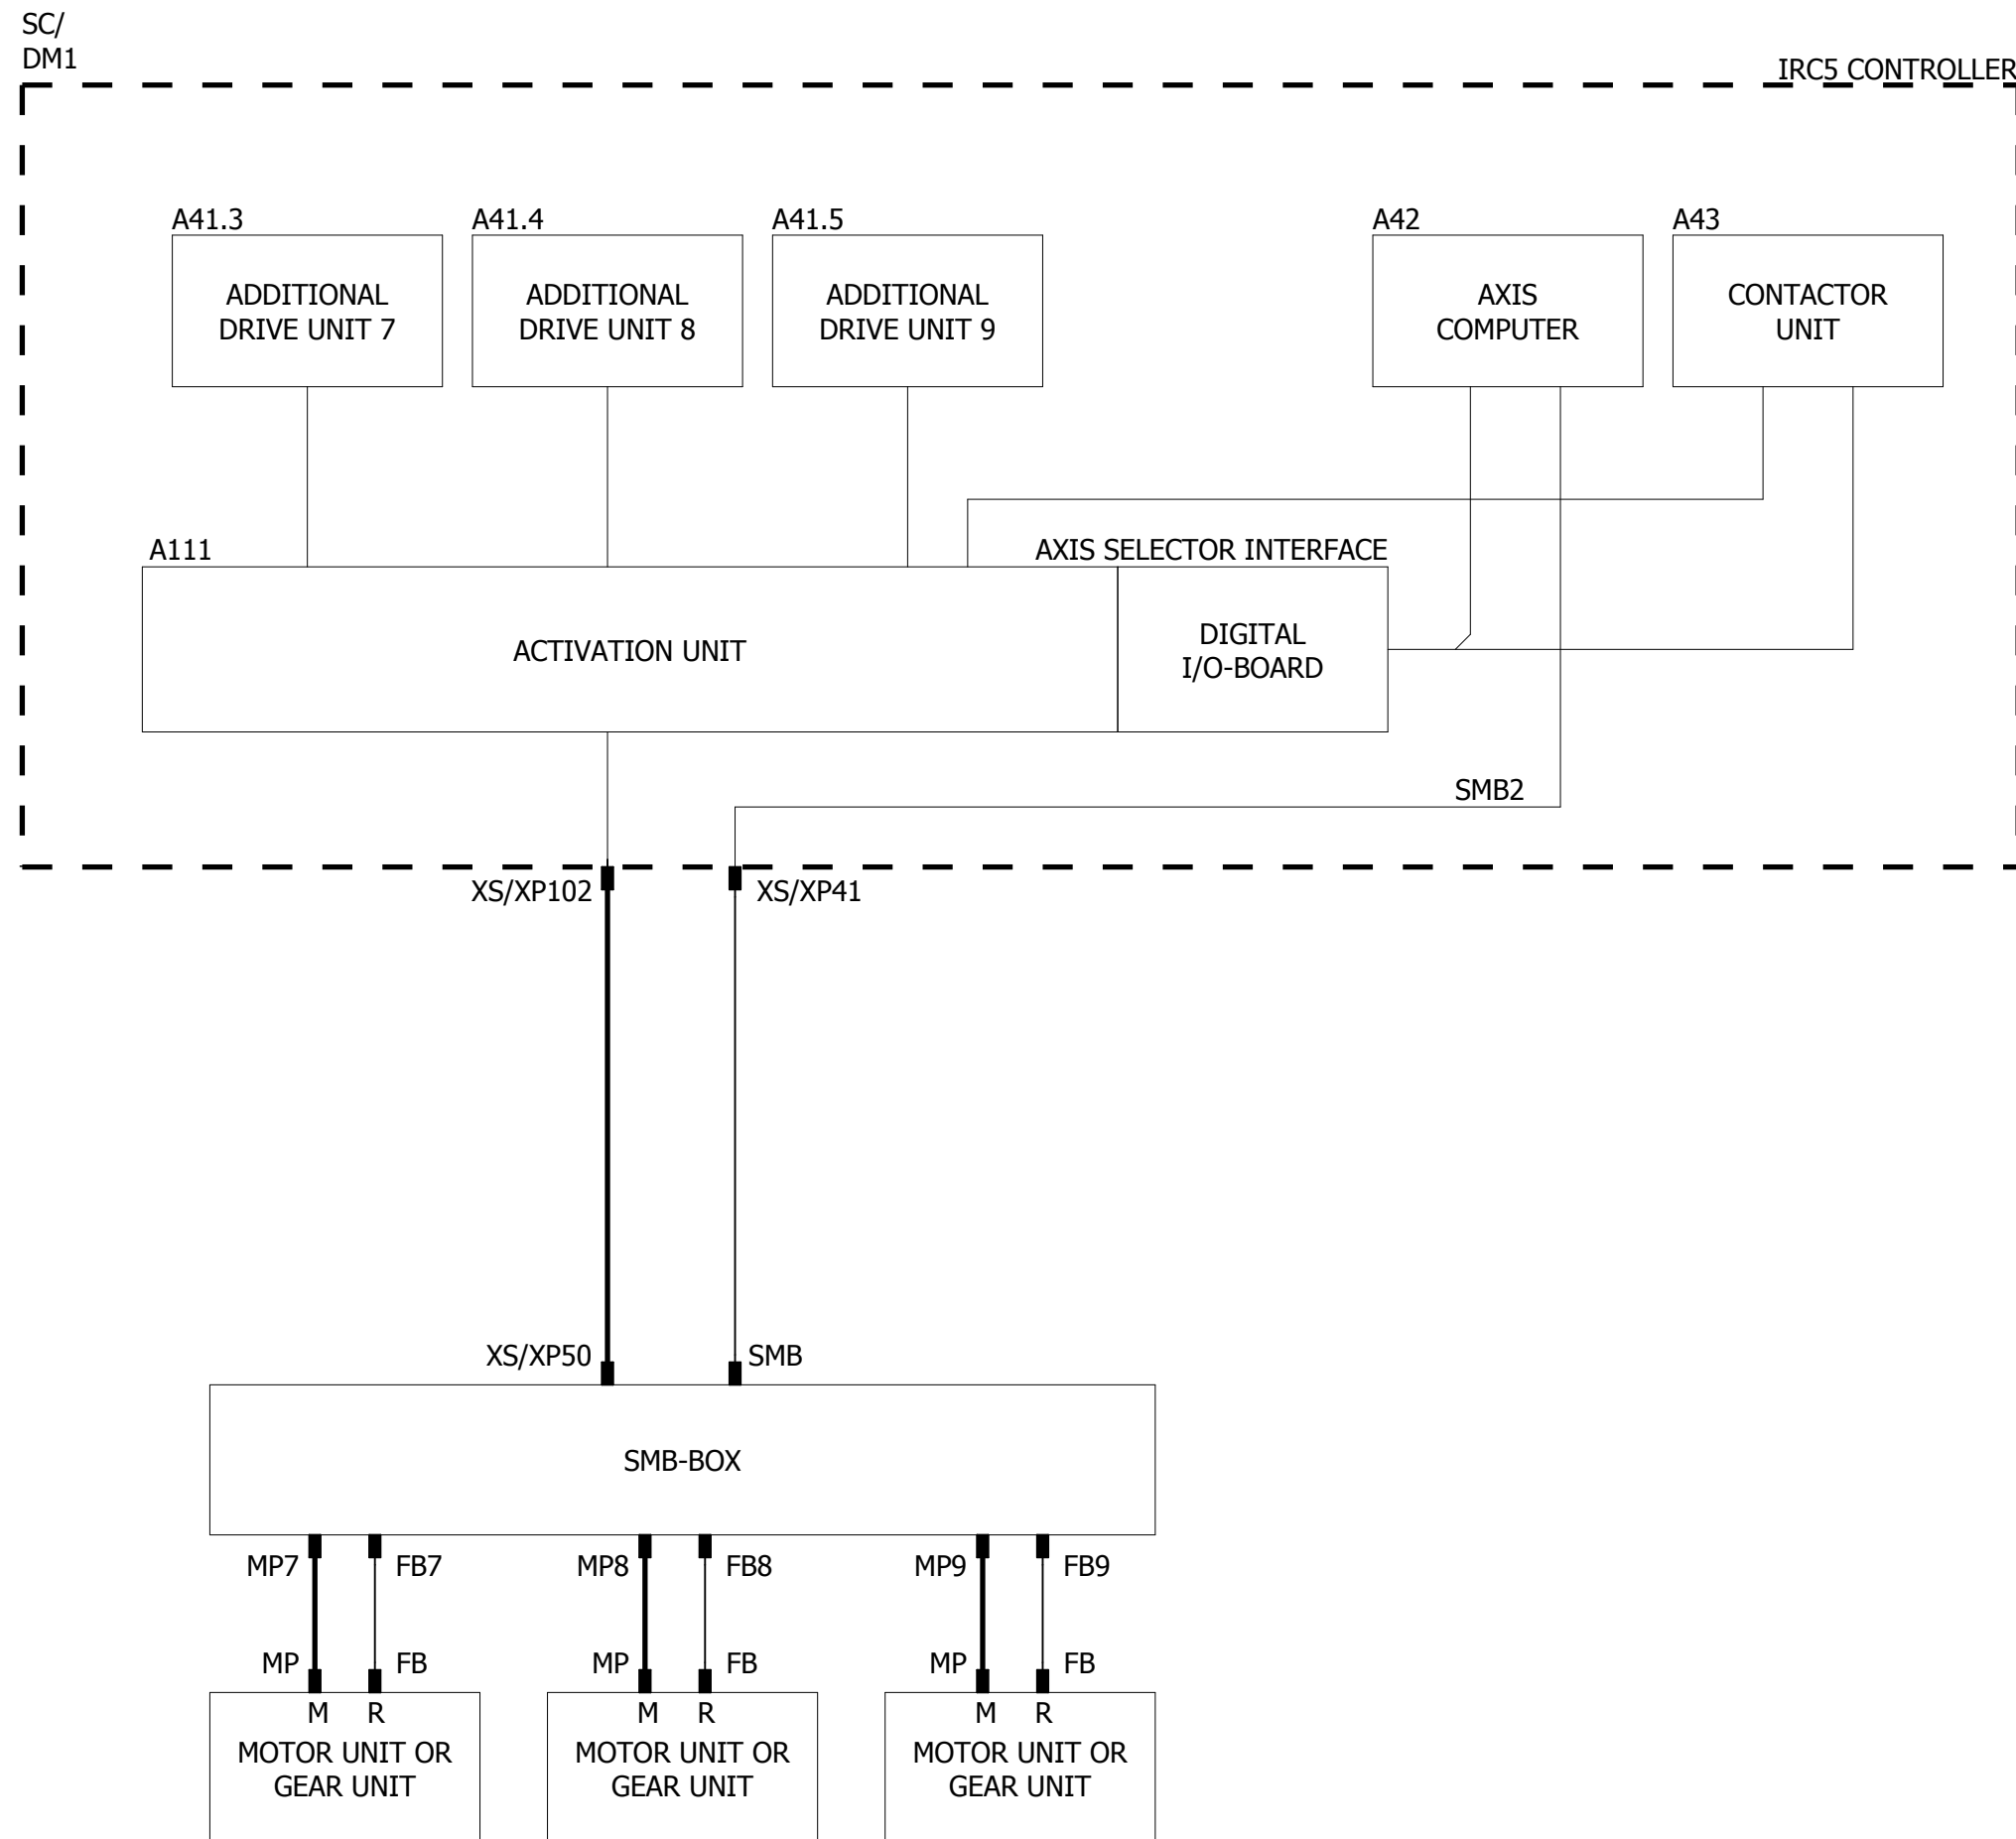 SC/
DM1
IRC5 CONTROLLER
A41.3
A41.4
A41.5
A42
A43
ADDITIONAL
DRIVE UNIT 7
ADDITIONAL
DRIVE UNIT 8
ADDITIONAL
DRIVE UNIT 9
AXIS
COMPUTER
CONTACTOR
UNIT
A111
AXIS SELECTOR INTERFACE
ACTIVATION UNIT
DIGITAL
I/O-BOARD
SMB2
XS/XP102
XS/XP41
XS/XP50
SMB
SMB-BOX
MP7
FB7
MP8
FB8
MP9
FB9
MP
FB
MP
FB
MP
FB
M
R
M
R
M
R
MOTOR UNIT OR
GEAR UNIT
MOTOR UNIT OR
GEAR UNIT
MOTOR UNIT OR
GEAR UNIT